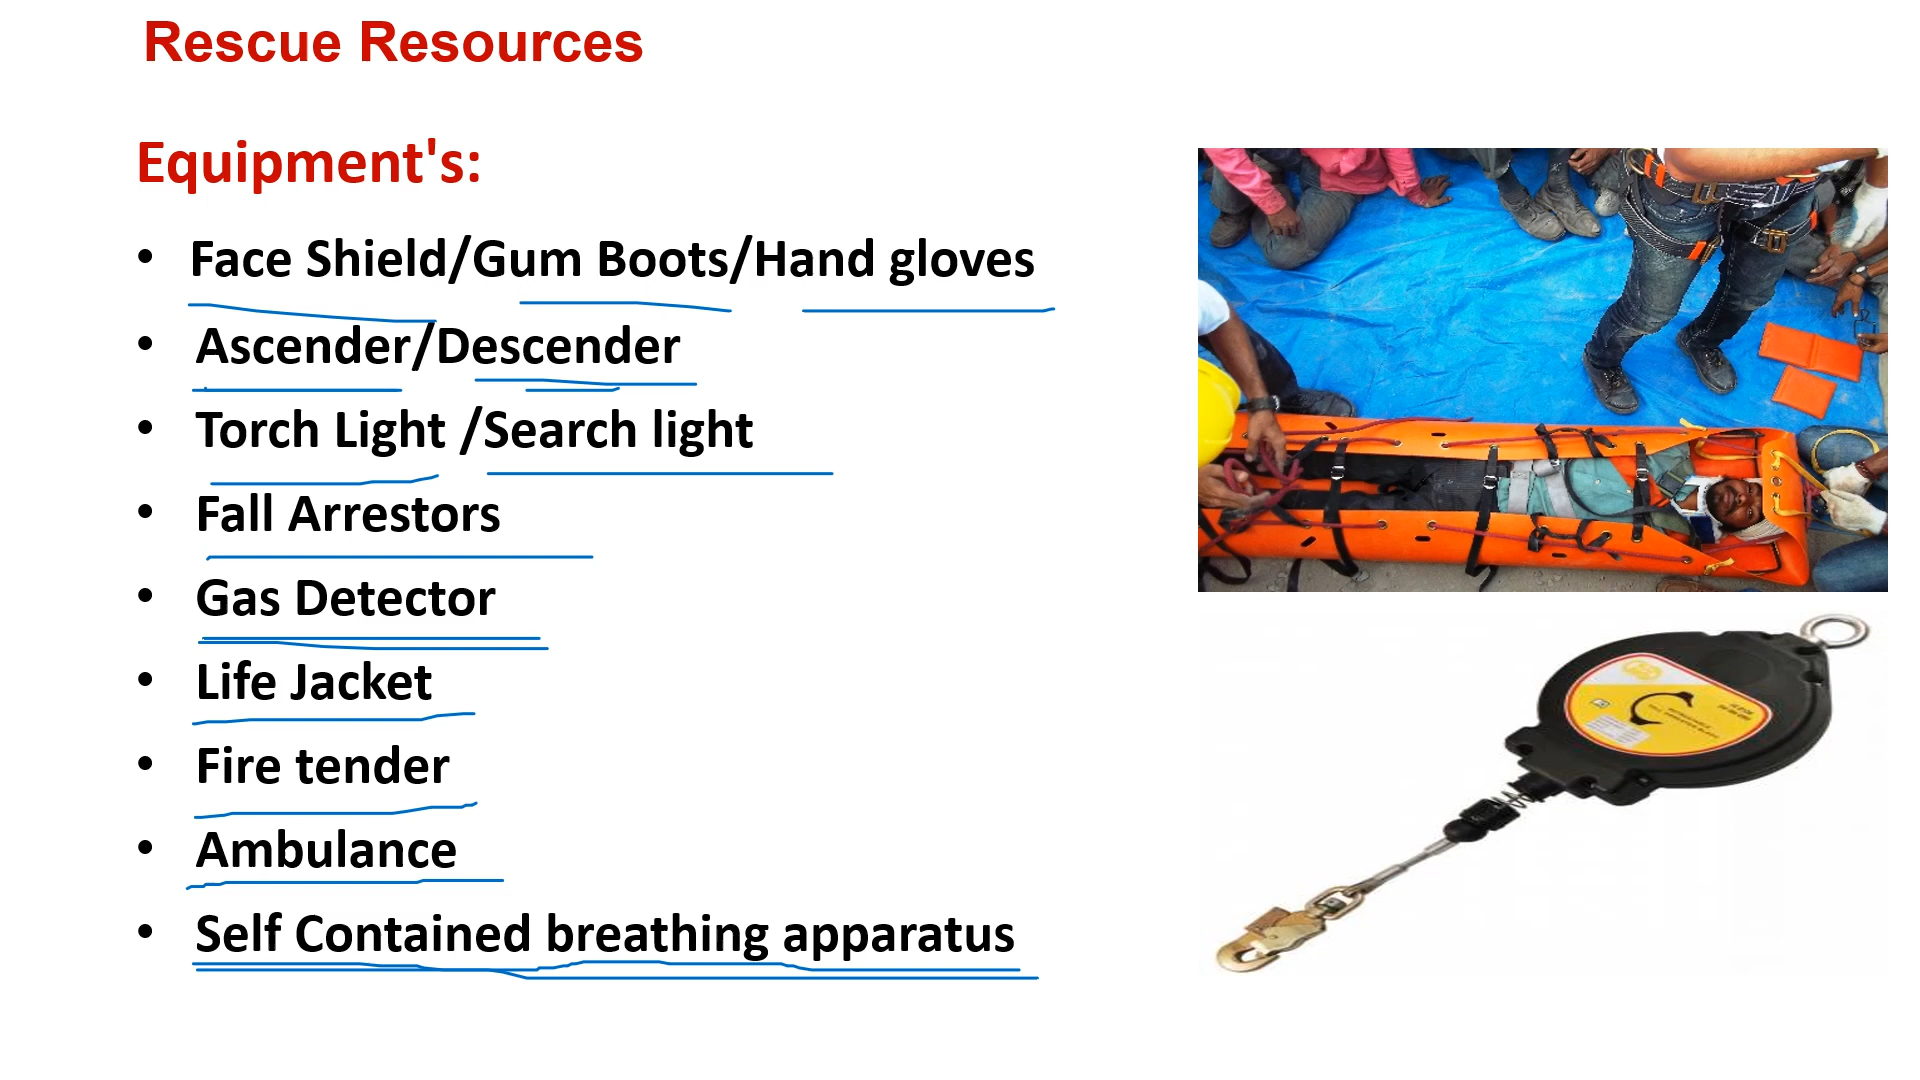 Rescue Resources
Equipment's:
• Face Shield/Gum Boots/Hand gloves
• Ascender/Descender
• Torch Light /Search light
• Fall Arrestors
• Gas Detector
• Life Jacket
• Fire tender
• Ambulance
• Self Contained breathing apparatus